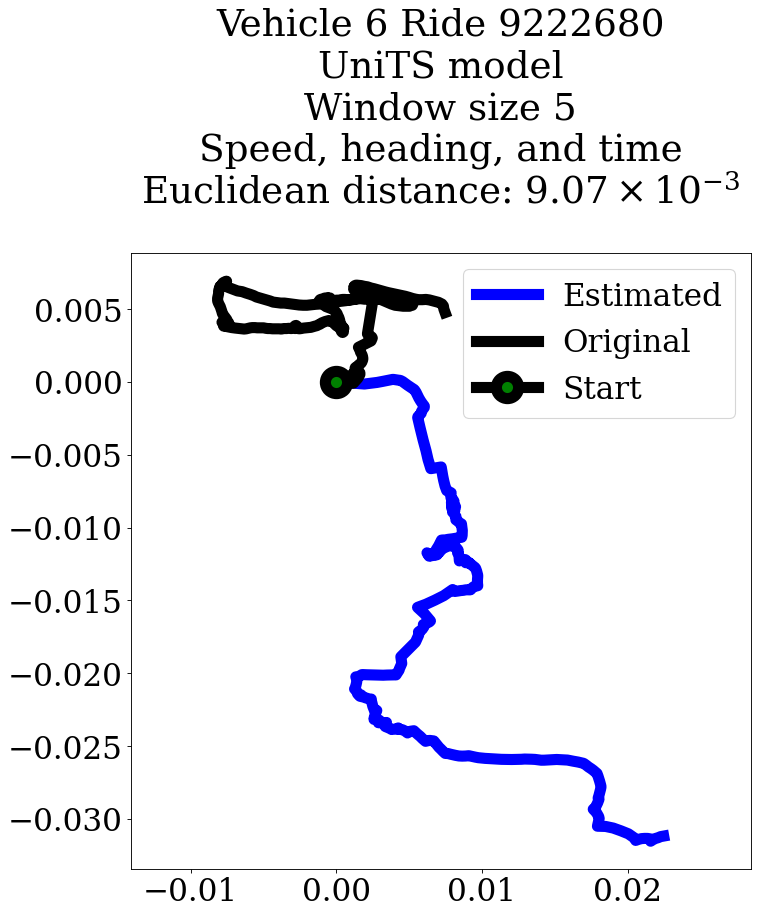 Vehicle 6 Ride 9222680
UniTS model
Window size 5
Speed, heading, and time
Euclidean distance: 9.07 × 10⁻³
Estimated
Original
Start
0.005
0.000
−0.005
−0.010
−0.015
−0.020
−0.025
−0.030
−0.01 0.00 0.01 0.02